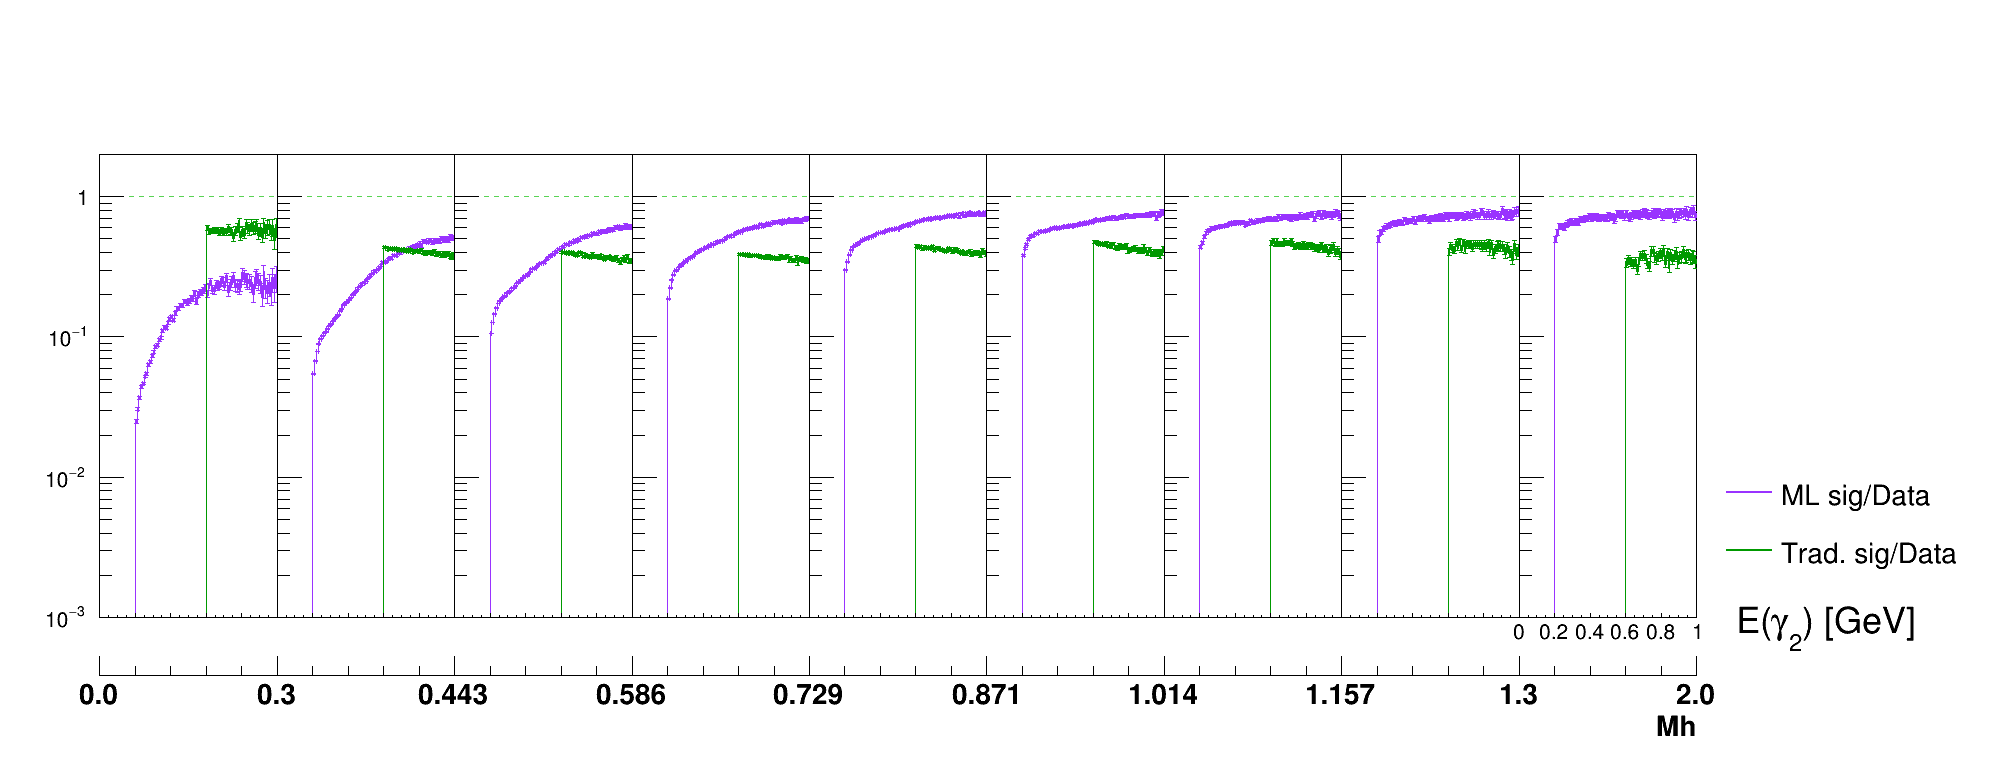 1
10⁻¹
10⁻²
10⁻³
ML sig/Data
Trad. sig/Data
E(γ₂) [GeV]
0 0.2 0.4 0.6 0.8 1
0.0 0.3 0.443 0.586 0.729 0.871 1.014 1.157 1.3 2.0
Mh